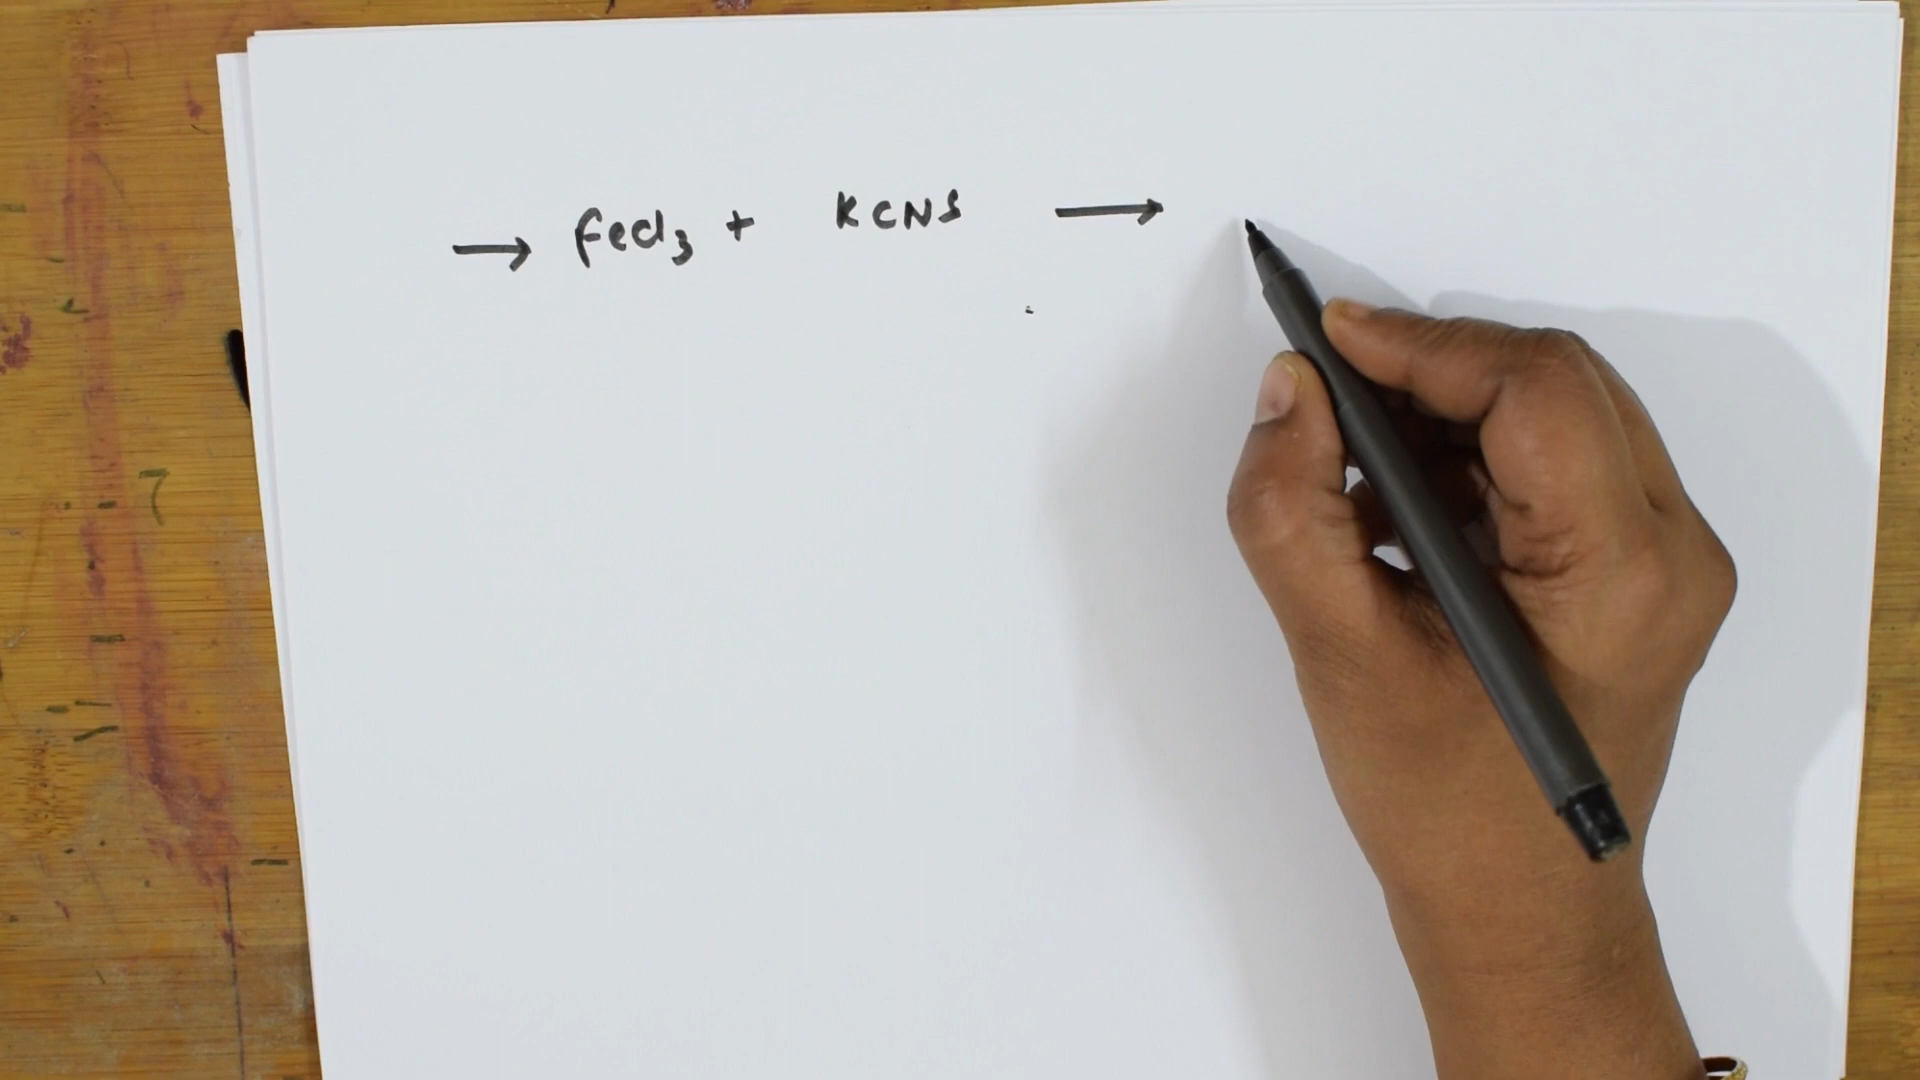 → FeCl₃ + KCNS →